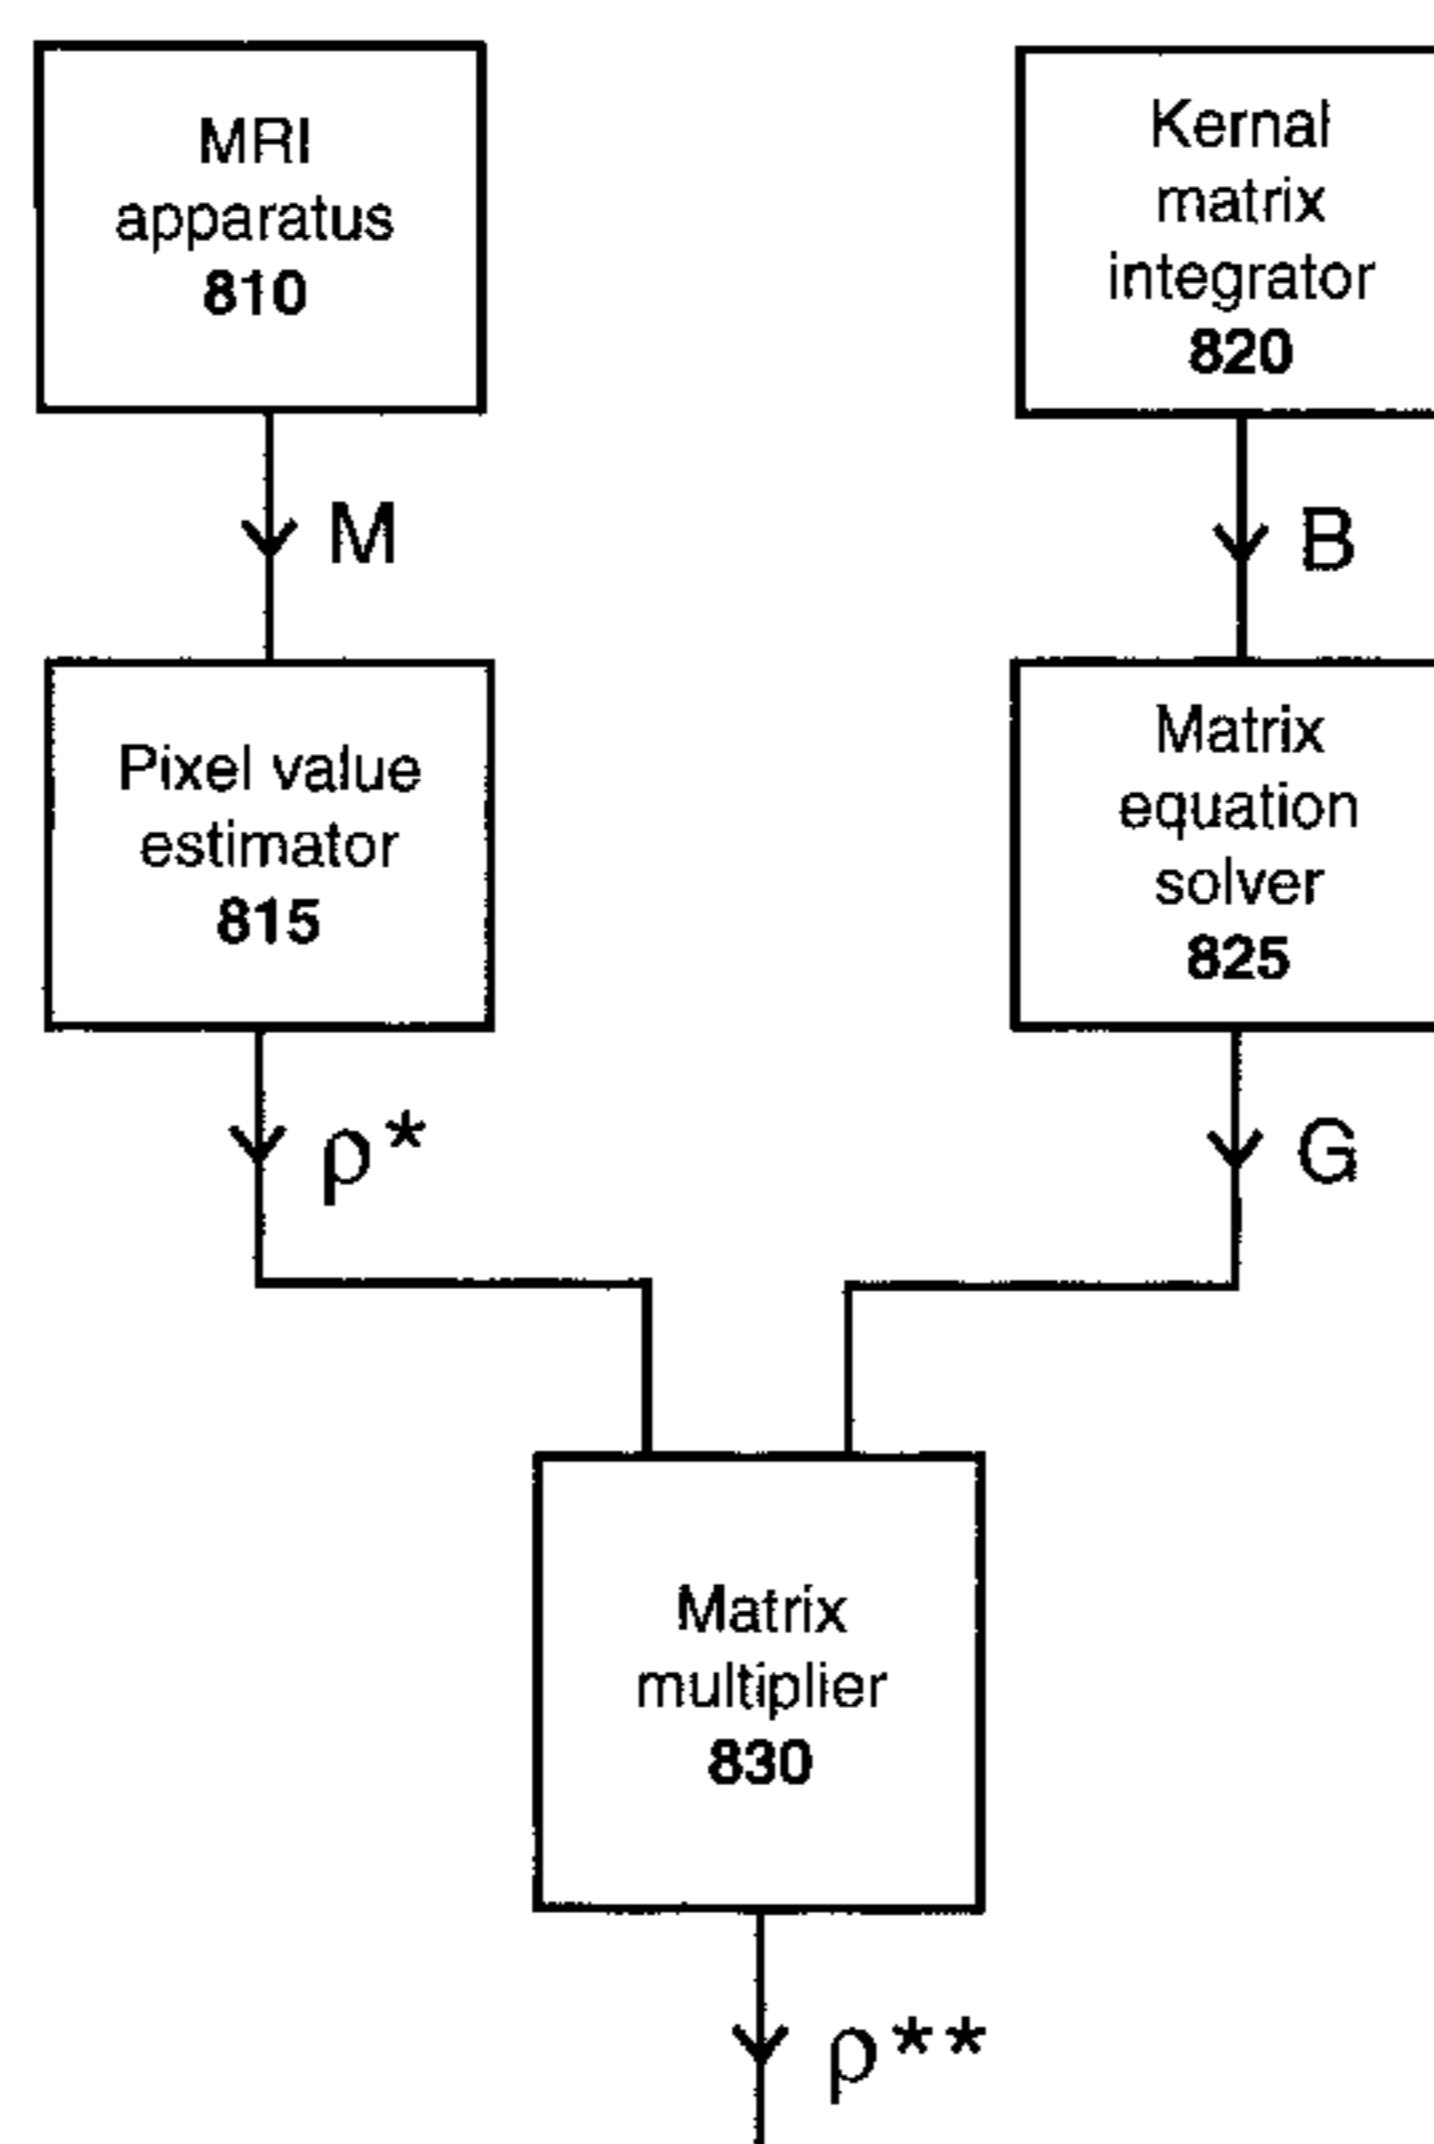 MRI
apparatus
810
Kernal
matrix
integrator
820
M
B
Pixel value
estimator
815
Matrix
equation
solver
825
ρ*
G
Matrix
multiplier
830
ρ**